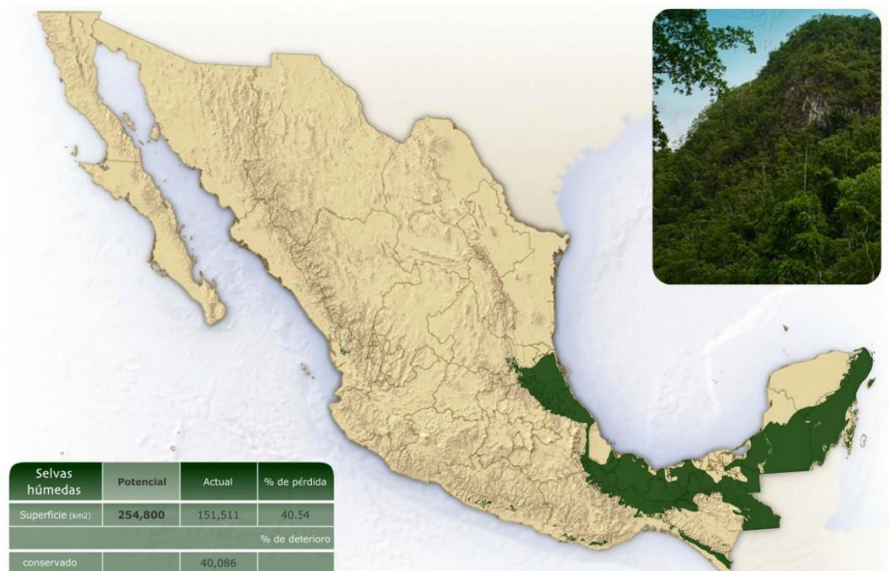 Selvas húmedas Potencial Actual % de pérdida
Superficie (km2) 254,800 151,511 40.54
% de deterioro
conservado 40,086